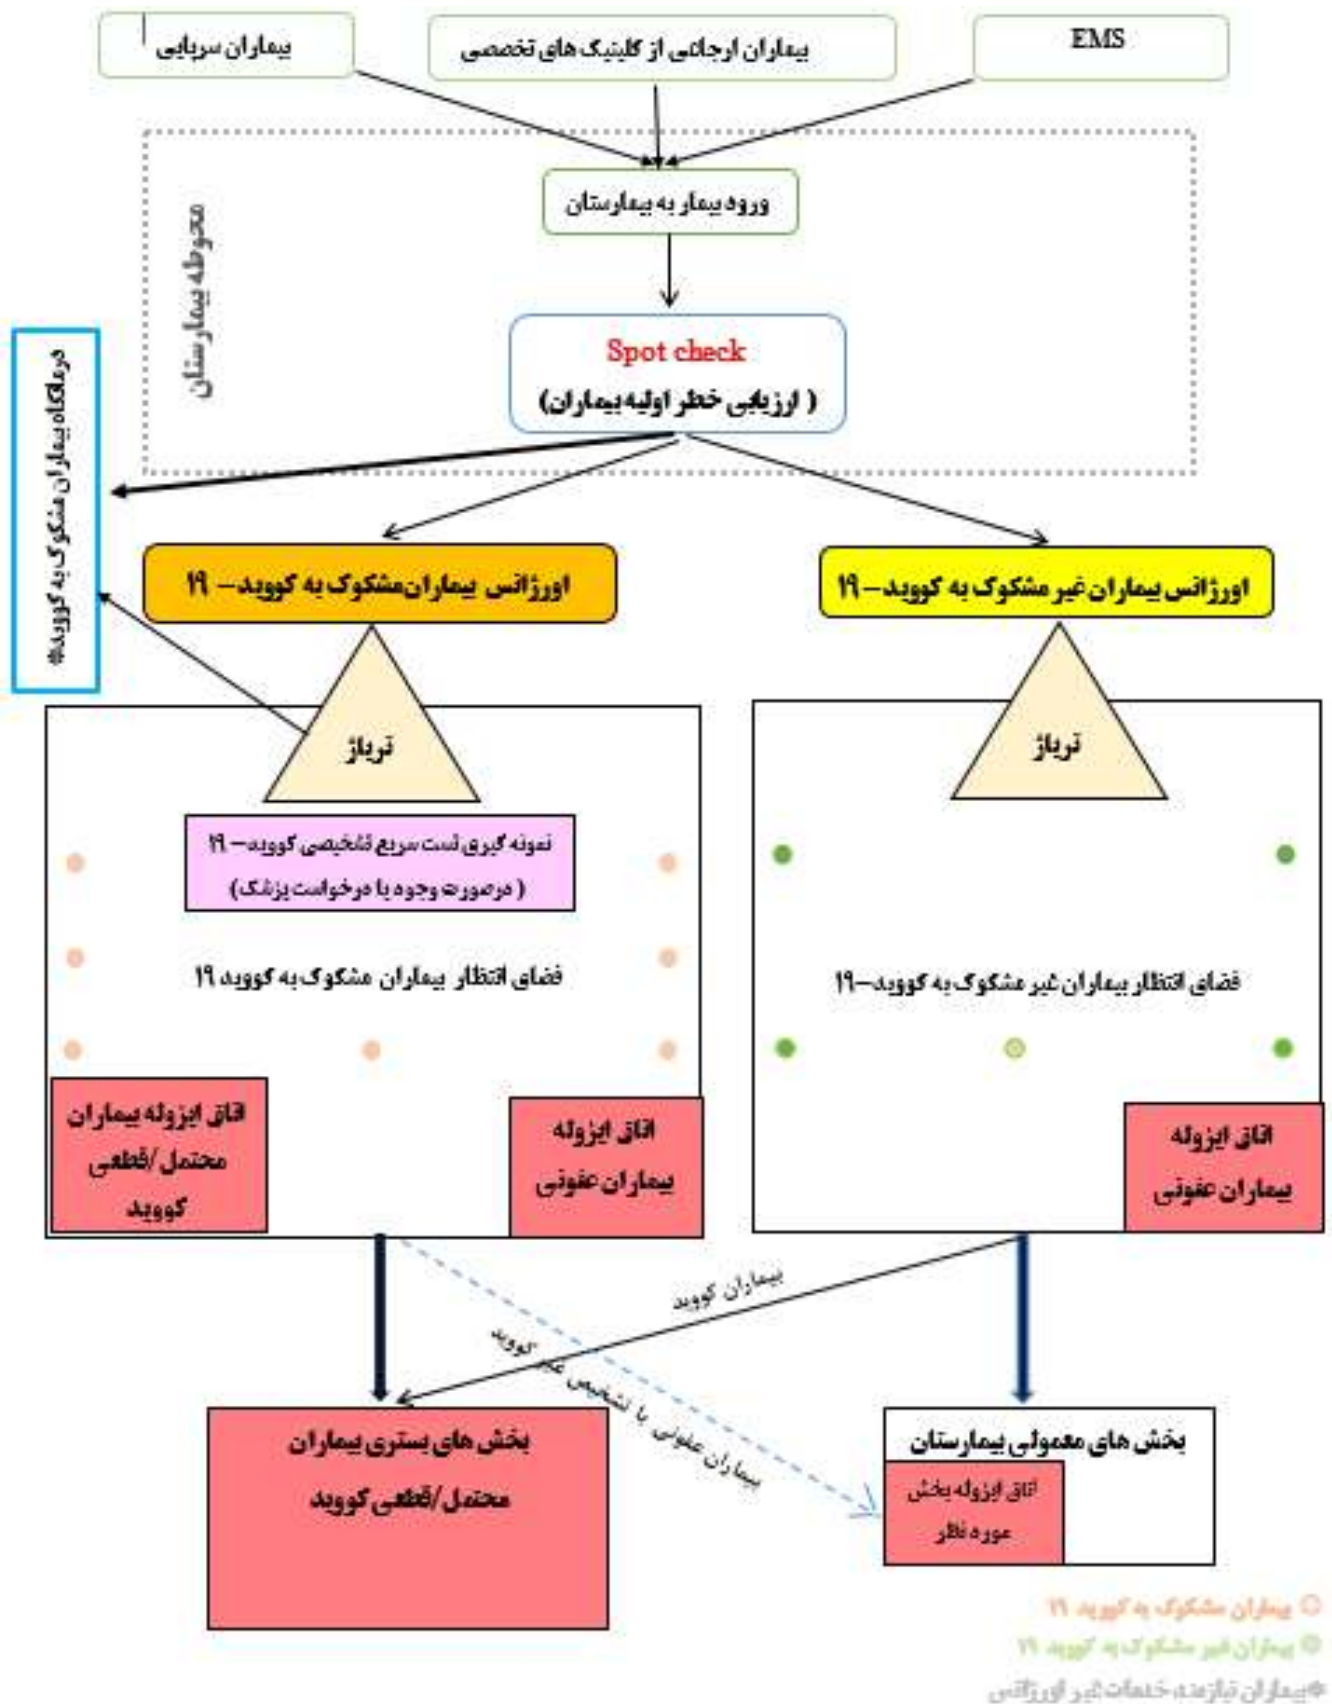 بیماران سرپایی
بیماران ارجاعی از کلینیک های تخصصی
EMS
ورود بیمار به بیمارستان
محوطه بیمارستان
Spot check
( ارزیابی خطر اولیه بیماران)
درمانگاه بیماران مشکوک به کووید*
اورژانس بیماران مشکوک به کووید– ۱۹
اورژانس بیماران غیر مشکوک به کووید– ۱۹
تریاژ
تریاژ
نمونه گیری تست سریع تشخیصی کووید– ۱۹
( درصورت وجود یا درخواست پزشک)
فضای انتظار بیماران مشکوک به کووید ۱۹
فضای انتظار بیماران غیر مشکوک به کووید–۱۹
اتاق ایزوله بیماران
محتمل/قطعی
کووید
اتاق ایزوله
بیماران عفونی
اتاق ایزوله
بیماران عفونی
بیماران کووید
بیماران عفونی با تشخیص غیر کووید
بخش های بستری بیماران
محتمل/قطعی کووید
بخش های معمولی بیمارستان
اتاق ایزوله بخش
مورد نظر
بیماران مشکوک به کووید ۱۹
بیماران غیر مشکوک به کووید ۱۹
*بیماران نیازمند خدمات غیر اورژانس